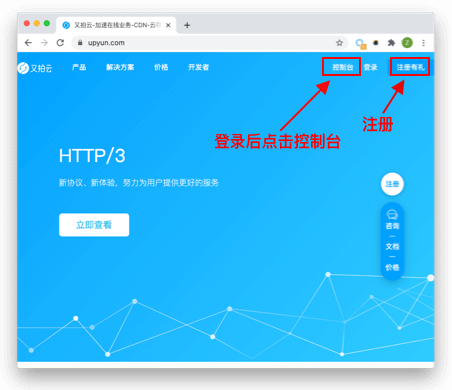 又拍云-加速在线业务-CDN-云存
upyun.com
Z
又拍云
产品
解决方案
价格
开发者
控制台
登录
注册有礼
登录后点击控制台
注册
HTTP/3
新协议、新体验，努力为用户提供更好的服务
立即查看
注册
咨询
文档
价格